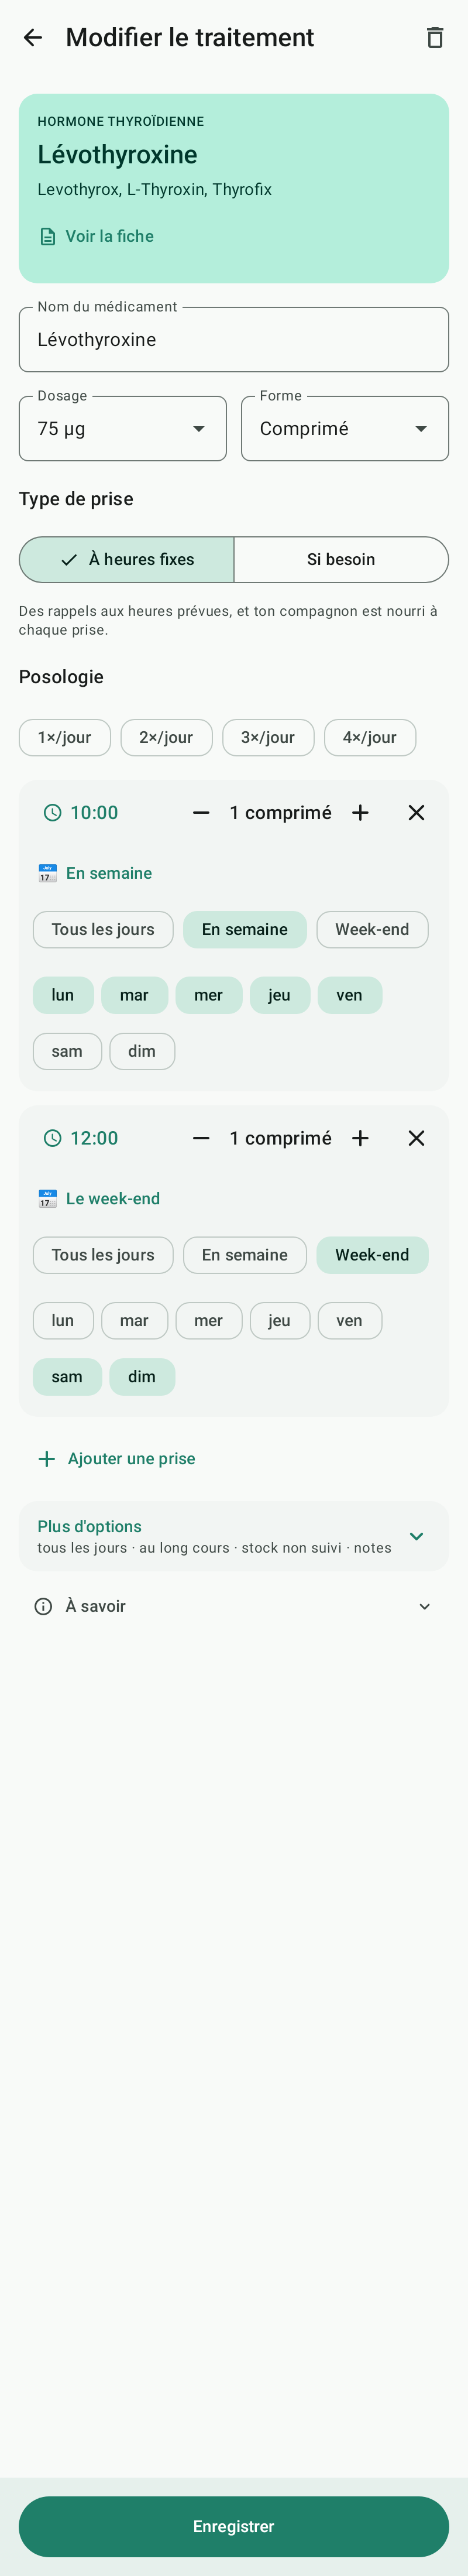 Modifier le traitement
HORMONE THYROÏDIENNE
Lévothyroxine
Levothyrox, L-Thyroxin, Thyrofix
Voir la fiche
Nom du médicament
Lévothyroxine
Dosage
75 µg
Forme
Comprimé
Type de prise
À heures fixes
Si besoin
Des rappels aux heures prévues, et ton compagnon est nourri à
chaque prise.
Posologie
1×/jour
2×/jour
3×/jour
4×/jour
10:00
1 comprimé
July
17
En semaine
Tous les jours
En semaine
Week-end
lun
mar
mer
jeu
ven
sam
dim
12:00
1 comprimé
July
17
Le week-end
Tous les jours
En semaine
Week-end
lun
mar
mer
jeu
ven
sam
dim
Ajouter une prise
Plus d'options
tous les jours · au long cours · stock non suivi · notes
À savoir
Enregistrer